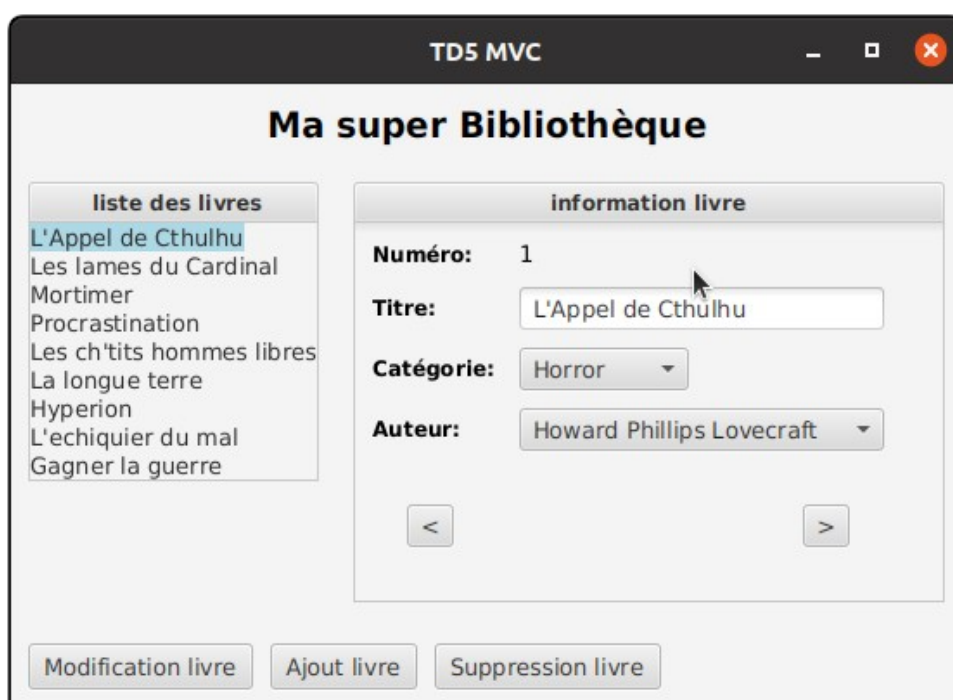 TD5 MVC
Ma super Bibliothèque
liste des livres
L'Appel de Cthulhu
Les lames du Cardinal
Mortimer
Procrastination
Les ch'tits hommes libres
La longue terre
Hyperion
L'echiquier du mal
Gagner la guerre
information livre
Numéro: 1
Titre: L'Appel de Cthulhu
Catégorie: Horror
Auteur: Howard Phillips Lovecraft
< >
Modification livre Ajout livre Suppression livre